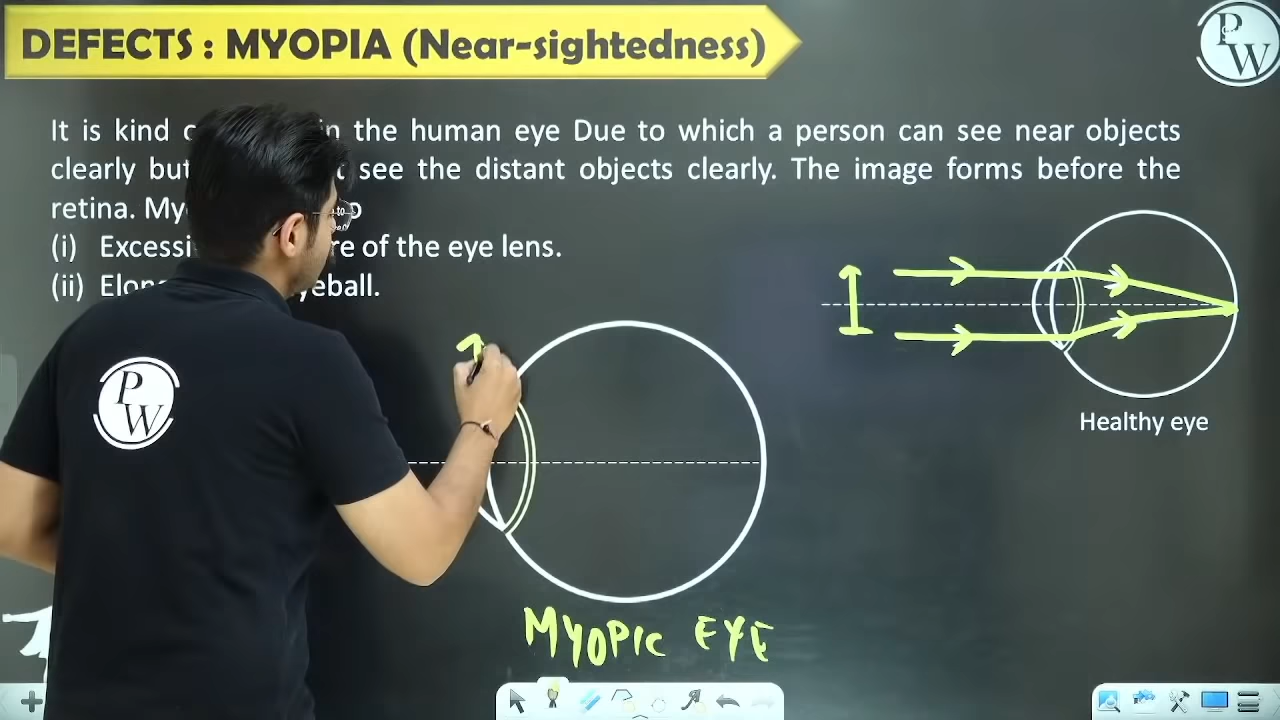 DEFECTS : MYOPIA (Near-sightedness)
PW
It is kind in the human eye Due to which a person can see near objects
clearly but see the distant objects clearly. The image forms before the
retina.
(i) of the eye lens.
(ii) eyeball.
Healthy eye
PW
MYOPIC EYE